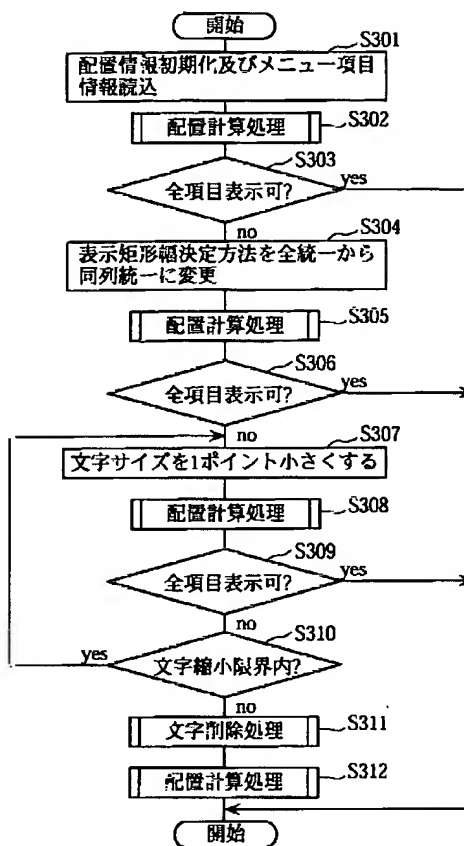 開始
S301
配置情報初期化及びメニュー項目
情報読込
S302
配置計算処理
S303
全項目表示可?
yes
no
S304
表示矩形幅決定方法を全統一から
同列統一に変更
S305
配置計算処理
S306
全項目表示可?
yes
no
S307
文字サイズを1ポイント小さくする
S308
配置計算処理
S309
全項目表示可?
yes
no
S310
文字縮小限界内?
yes
no
S311
文字削除処理
S312
配置計算処理
開始